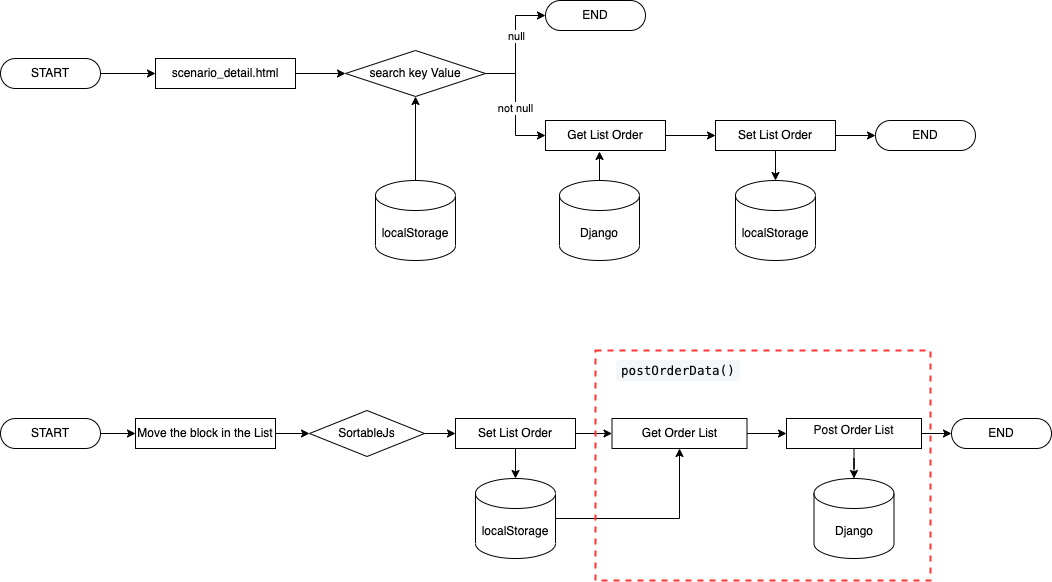 END
null
START
scenario_detail.html
search key Value
not null
Get List Order
Set List Order
END
localStorage
Django
localStorage
postOrderData()
START
Move the block in the List
SortableJs
Set List Order
Get Order List
Post Order List
END
localStorage
Django